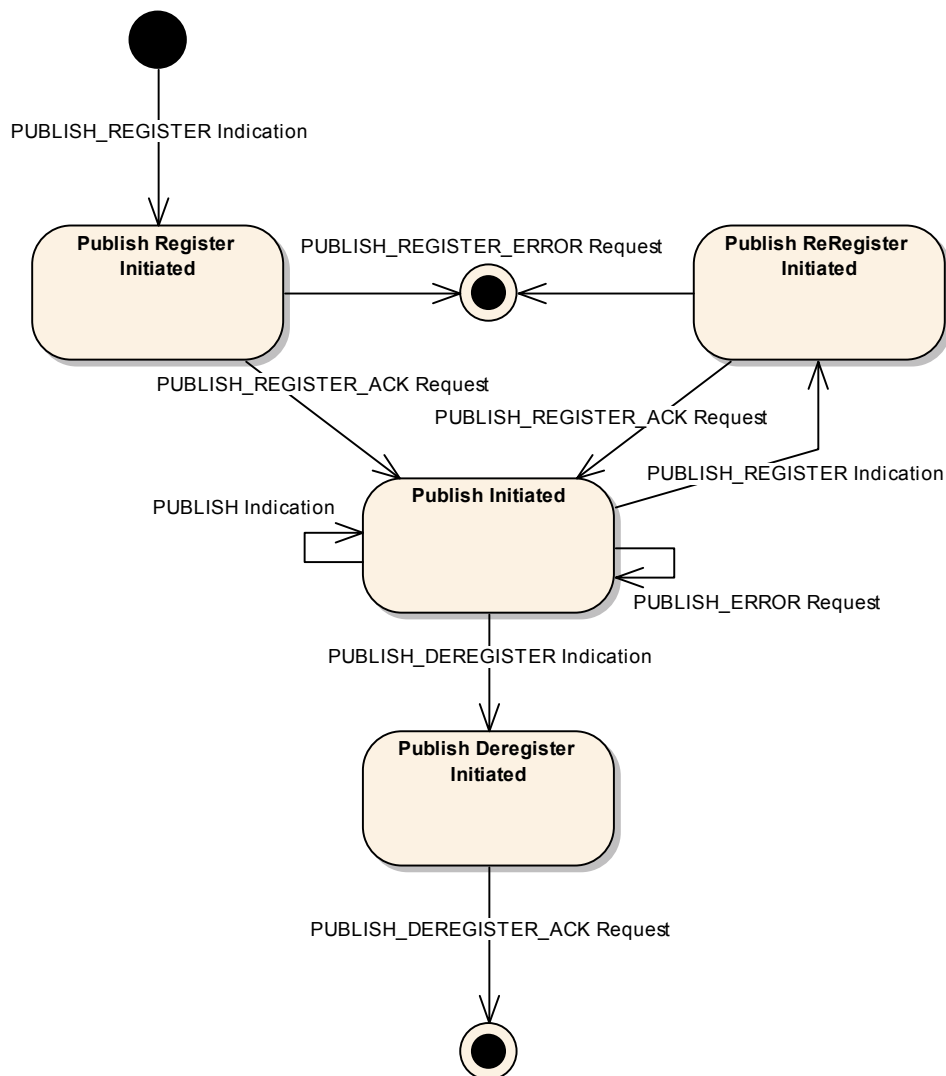 PUBLISH_REGISTER Indication
Publish Register
Initiated
PUBLISH_REGISTER_ERROR Request
Publish ReRegister
Initiated
PUBLISH_REGISTER_ACK Request
PUBLISH_REGISTER_ACK Request
PUBLISH_REGISTER Indication
Publish Initiated
PUBLISH Indication
PUBLISH_ERROR Request
PUBLISH_DEREGISTER Indication
Publish Deregister
Initiated
PUBLISH_DEREGISTER_ACK Request